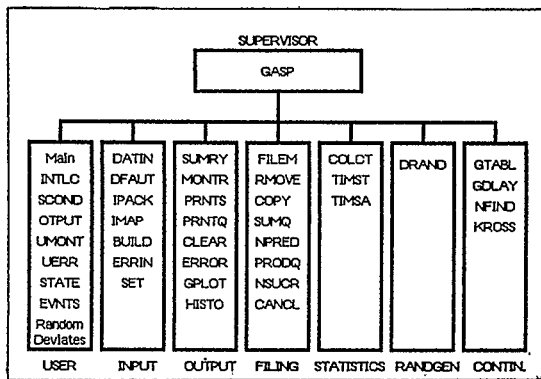 SUPERVISOR
GASP
Main
INTLC
SCOND
OTPUT
UMONT
UERR
STATE
EVNTS
Random
Deviates
USER
DATIN
DFAUT
IPACK
IMAP
BUILD
ERRIN
SET
INPUT
SUMRY
MONTR
PRNTS
PRNTQ
CLEAR
ERROR
GPLOT
HISTO
OUTPUT
FILEM
RMOVE
COPY
SUMQ
NPRED
PRODQ
NSUCR
CANCL
FILING
COLCT
TIMST
TIMSA
STATISTICS
DRAND
RANDGEN
GTABL
GDLAY
NFIND
KROSS
CONTIN.